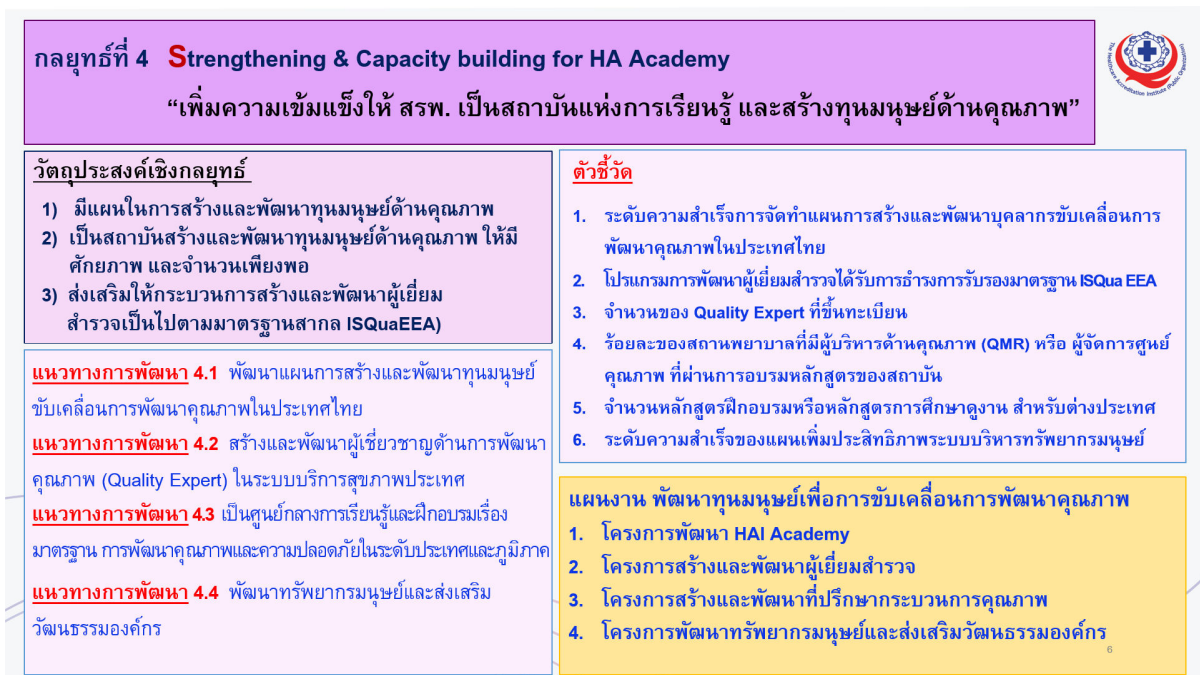 กลยุทธ์ที่ 4 Strengthening & Capacity building for HA Academy
“เพิ่มความเข้มแข็งให้ สรพ. เป็นสถาบันแห่งการเรียนรู้ และสร้างทุนมนุษย์ด้านคุณภาพ”
The Healthcare Accreditation Institute (Public Organization)
วัตถุประสงค์เชิงกลยุทธ์
1) มีแผนในการสร้างและพัฒนาทุนมนุษย์ด้านคุณภาพ
2) เป็นสถาบันสร้างและพัฒนาทุนมนุษย์ด้านคุณภาพ ให้มี
ศักยภาพ และจำนวนเพียงพอ
3) ส่งเสริมให้กระบวนการสร้างและพัฒนาผู้เยี่ยม
สำรวจเป็นไปตามมาตรฐานสากล ISQuaEEA)
แนวทางการพัฒนา 4.1 พัฒนาแผนการสร้างและพัฒนาทุนมนุษย์
ขับเคลื่อนการพัฒนาคุณภาพในประเทศไทย
แนวทางการพัฒนา 4.2 สร้างและพัฒนาผู้เชี่ยวชาญด้านการพัฒนา
คุณภาพ (Quality Expert) ในระบบบริการสุขภาพประเทศ
แนวทางการพัฒนา 4.3 เป็นศูนย์กลางการเรียนรู้และฝึกอบรมเรื่อง
มาตรฐาน การพัฒนาคุณภาพและความปลอดภัยในระดับประเทศและภูมิภาค
แนวทางการพัฒนา 4.4 พัฒนาทรัพยากรมนุษย์และส่งเสริม
วัฒนธรรมองค์กร
ตัวชี้วัด
1. ระดับความสำเร็จการจัดทำแผนการสร้างและพัฒนาบุคลากรขับเคลื่อนการ
พัฒนาคุณภาพในประเทศไทย
2. โปรแกรมการพัฒนาผู้เยี่ยมสำรวจได้รับการธำรงการรับรองมาตรฐาน ISQua EEA
3. จำนวนของ Quality Expert ที่ขึ้นทะเบียน
4. ร้อยละของสถานพยาบาลที่มีผู้บริหารด้านคุณภาพ (QMR) หรือ ผู้จัดการศูนย์
คุณภาพ ที่ผ่านการอบรมหลักสูตรของสถาบัน
5. จำนวนหลักสูตรฝึกอบรมหรือหลักสูตรการศึกษาดูงาน สำหรับต่างประเทศ
6. ระดับความสำเร็จของแผนเพิ่มประสิทธิภาพระบบบริหารทรัพยากรมนุษย์
แผนงาน พัฒนาทุนมนุษย์เพื่อการขับเคลื่อนการพัฒนาคุณภาพ
1. โครงการพัฒนา HAI Academy
2. โครงการสร้างและพัฒนาผู้เยี่ยมสำรวจ
3. โครงการสร้างและพัฒนาที่ปรึกษากระบวนการคุณภาพ
4. โครงการพัฒนาทรัพยากรมนุษย์และส่งเสริมวัฒนธรรมองค์กร
6